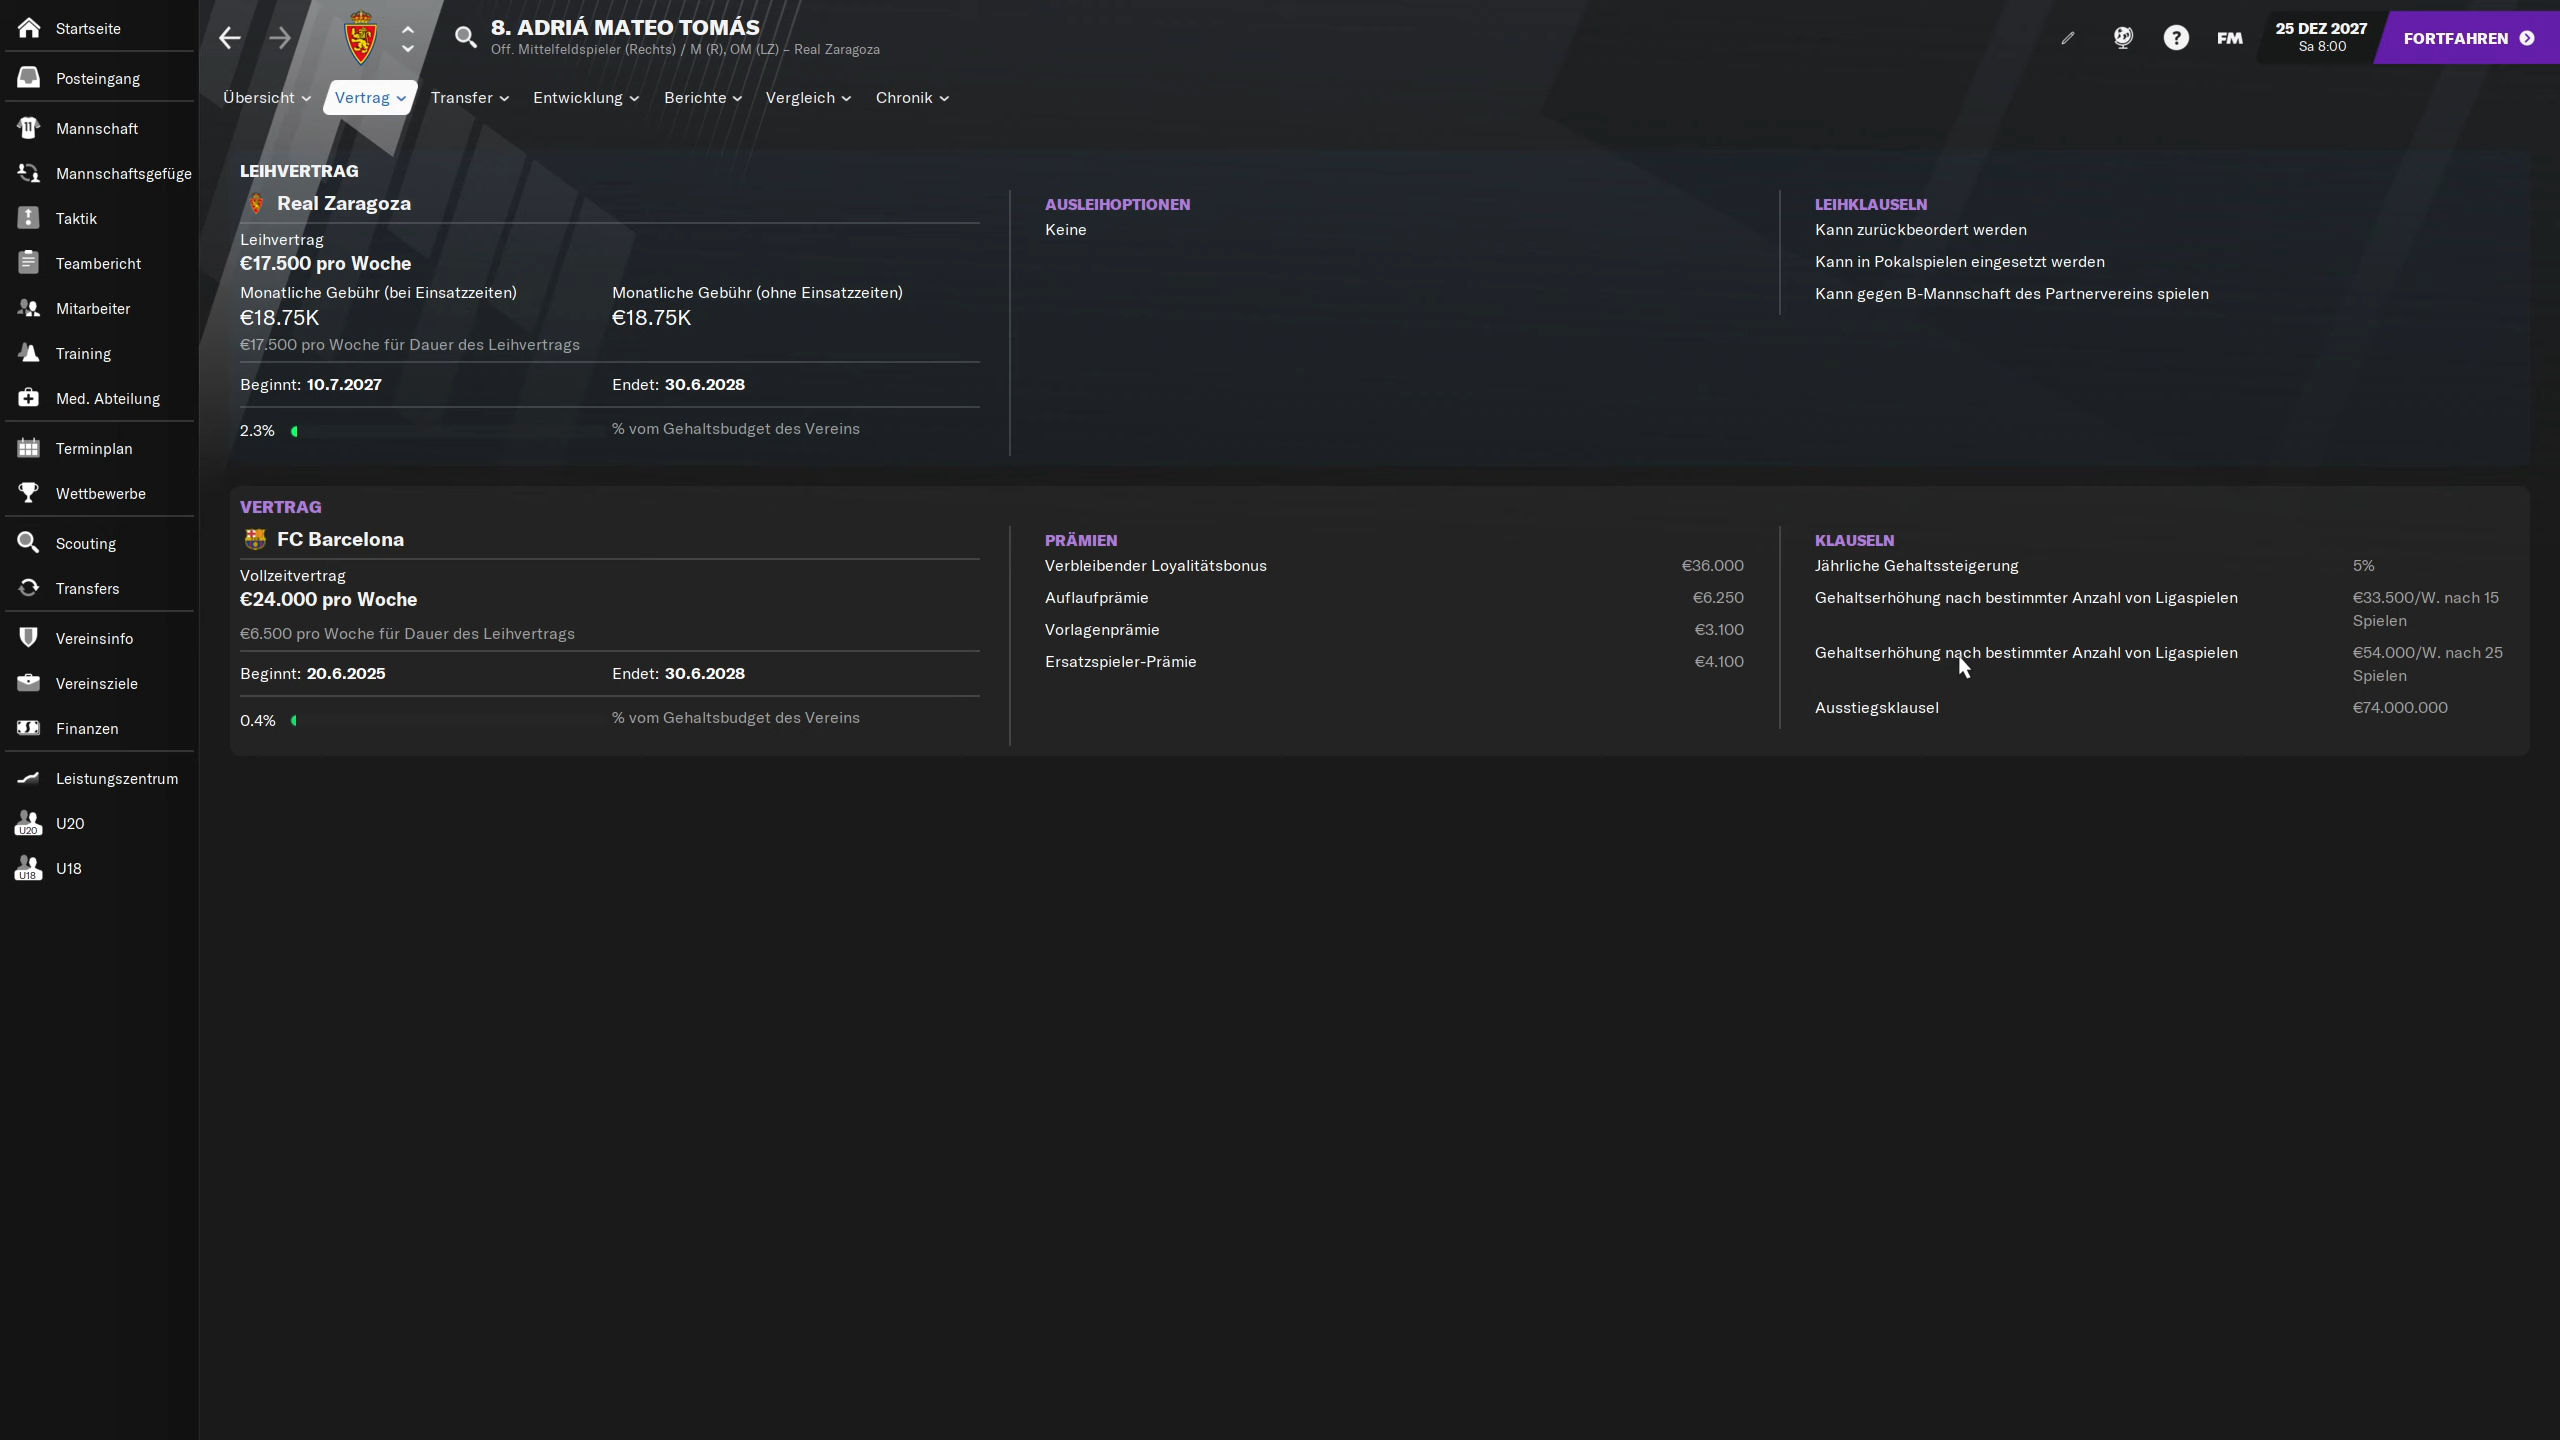 Startseite
Posteingang
Mannschaft
Mannschaftsgefüge
Taktik
Teambericht
Mitarbeiter
Training
Med. Abteilung
Terminplan
Wettbewerbe
Scouting
Transfers
Vereinsinfo
Vereinsziele
Finanzen
Leistungszentrum
U20 U20
U18 U18
8. ADRIÁ MATEO TOMÁS
Off. Mittelfeldspieler (Rechts) / M (R), OM (LZ) – Real Zaragoza
FM
25 DEZ 2027
Sa 8:00
FORTFAHREN
Übersicht Vertrag Transfer Entwicklung Berichte Vergleich Chronik
LEIHVERTRAG
Real Zaragoza
Leihvertrag
€17.500 pro Woche
Monatliche Gebühr (bei Einsatzzeiten) Monatliche Gebühr (ohne Einsatzzeiten)
€18.75K €18.75K
€17.500 pro Woche für Dauer des Leihvertrags
Beginnt: 10.7.2027 Endet: 30.6.2028
2.3% % vom Gehaltsbudget des Vereins
AUSLEIHOPTIONEN
Keine
LEIHKLAUSELN
Kann zurückbeordert werden
Kann in Pokalspielen eingesetzt werden
Kann gegen B-Mannschaft des Partnervereins spielen
VERTRAG
FC Barcelona
Vollzeitvertrag
€24.000 pro Woche
€6.500 pro Woche für Dauer des Leihvertrags
Beginnt: 20.6.2025 Endet: 30.6.2028
0.4% % vom Gehaltsbudget des Vereins
PRÄMIEN
Verbleibender Loyalitätsbonus €36.000
Auflaufprämie €6.250
Vorlagenprämie €3.100
Ersatzspieler-Prämie €4.100
KLAUSELN
Jährliche Gehaltssteigerung 5%
Gehaltserhöhung nach bestimmter Anzahl von Ligaspielen €33.500/W. nach 15
Spielen
Gehaltserhöhung nach bestimmter Anzahl von Ligaspielen €54.000/W. nach 25
Spielen
Ausstiegsklausel €74.000.000